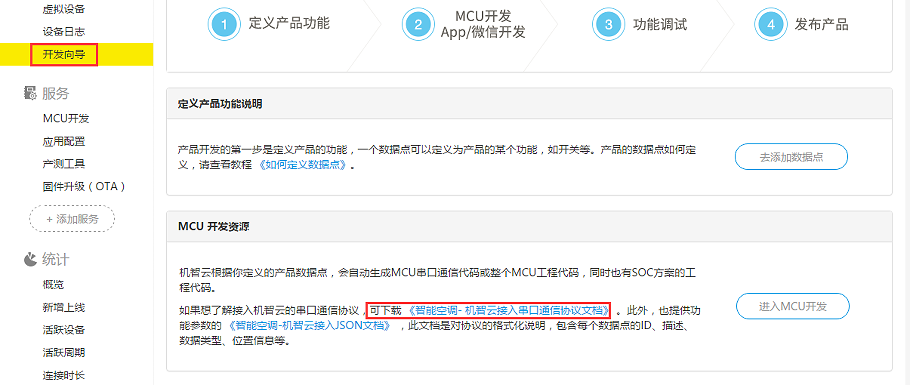 虚拟设备
设备日志
开发向导
服务
MCU开发
应用配置
产测工具
固件升级（OTA）
+ 添加服务
统计
概览
新增上线
活跃设备
活跃周期
连接时长
1 定义产品功能
2 MCU开发
App/微信开发
3 功能调试
4 发布产品
定义产品功能说明
产品开发的第一步是定义产品的功能，一个数据点可以定义为产品的某个功能，如开关等。产品的数据点如何定
义，请查看教程 《如何定义数据点》。
去添加数据点
MCU 开发资源
机智云根据你定义的产品数据点，会自动生成MCU串口通信代码或整个MCU工程代码，同时也有SOC方案的工
程代码。
如果想了解接入机智云的串口通信协议，可下载 《智能空调- 机智云接入串口通信协议文档》 。此外，也提供功
能参数的 《智能空调-机智云接入JSON文档》 ，此文档是对协议的格式化说明，包含每个数据点的ID、描述、
数据类型、位置信息等。
进入MCU开发